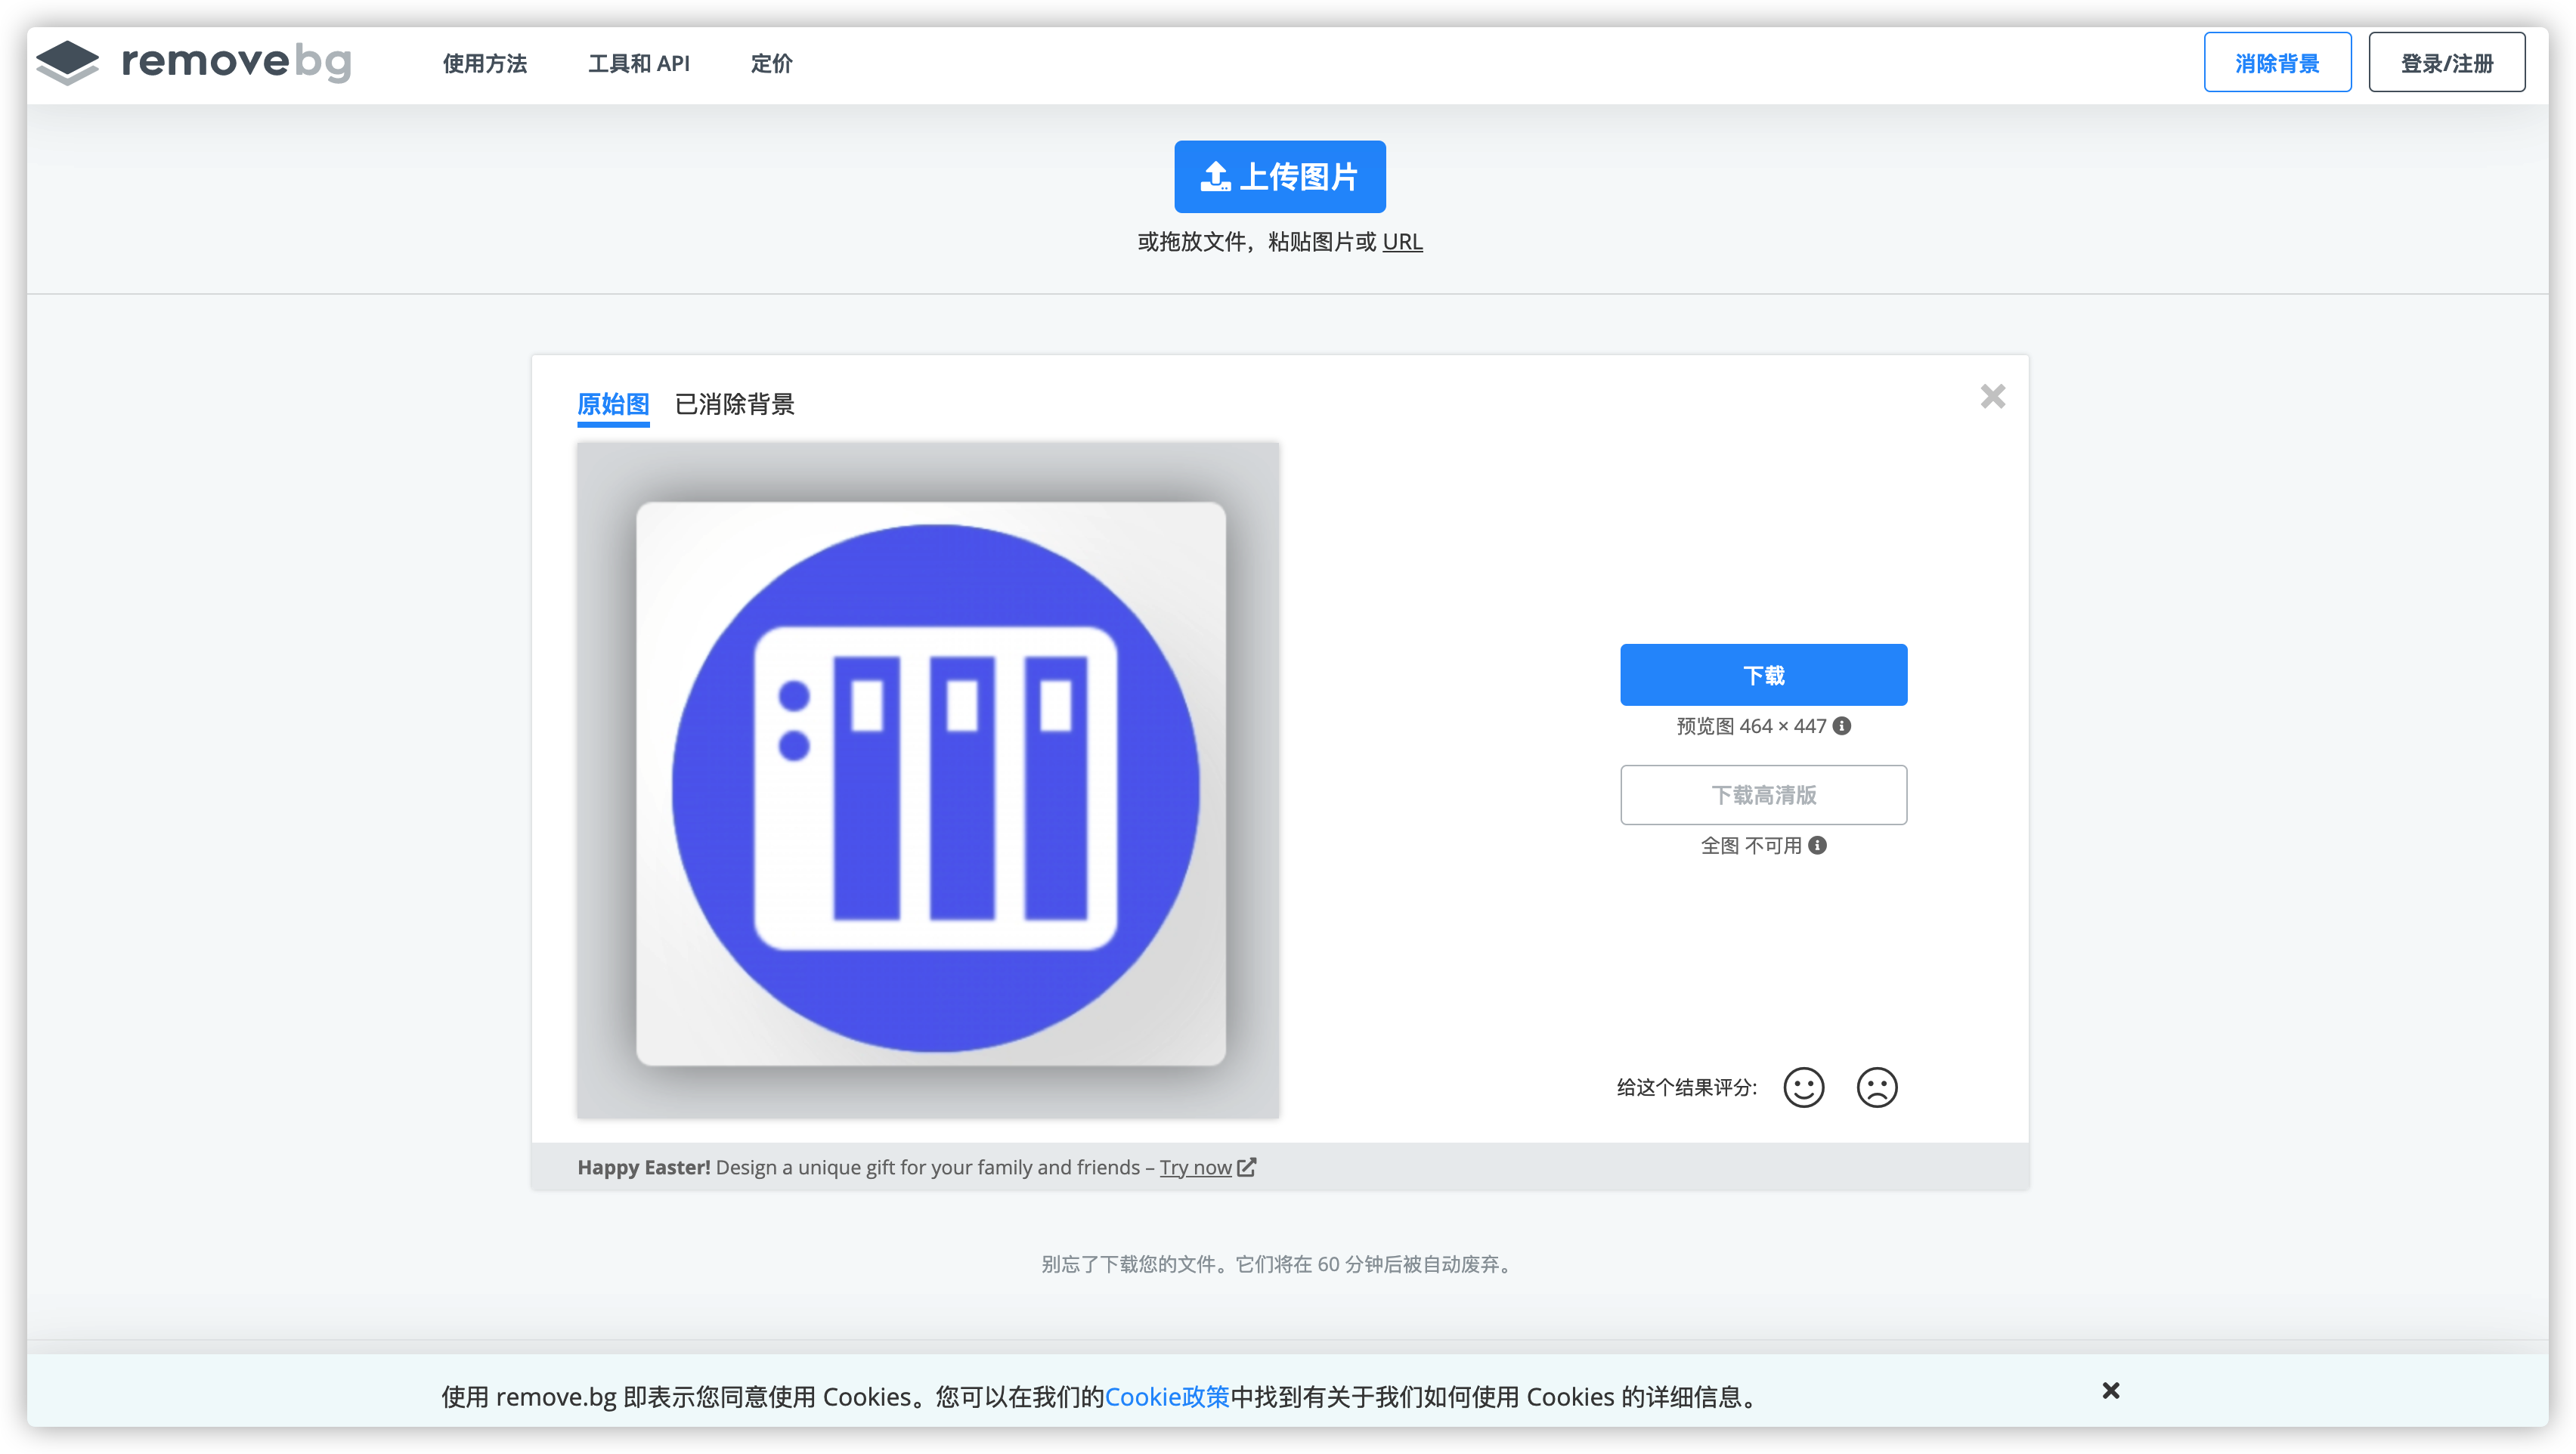 removebg
使用方法
工具和 API
定价
消除背景
登录/注册
上传图片
或拖放文件，粘贴图片或 URL
原始图
已消除背景
下载
预览图 464 × 447
下载高清版
全图 不可用
给这个结果评分:
Happy Easter! Design a unique gift for your family and friends – Try now
别忘了下载您的文件。它们将在 60 分钟后被自动废弃。
使用 remove.bg 即表示您同意使用 Cookies。您可以在我们的Cookie政策中找到有关于我们如何使用 Cookies 的详细信息。